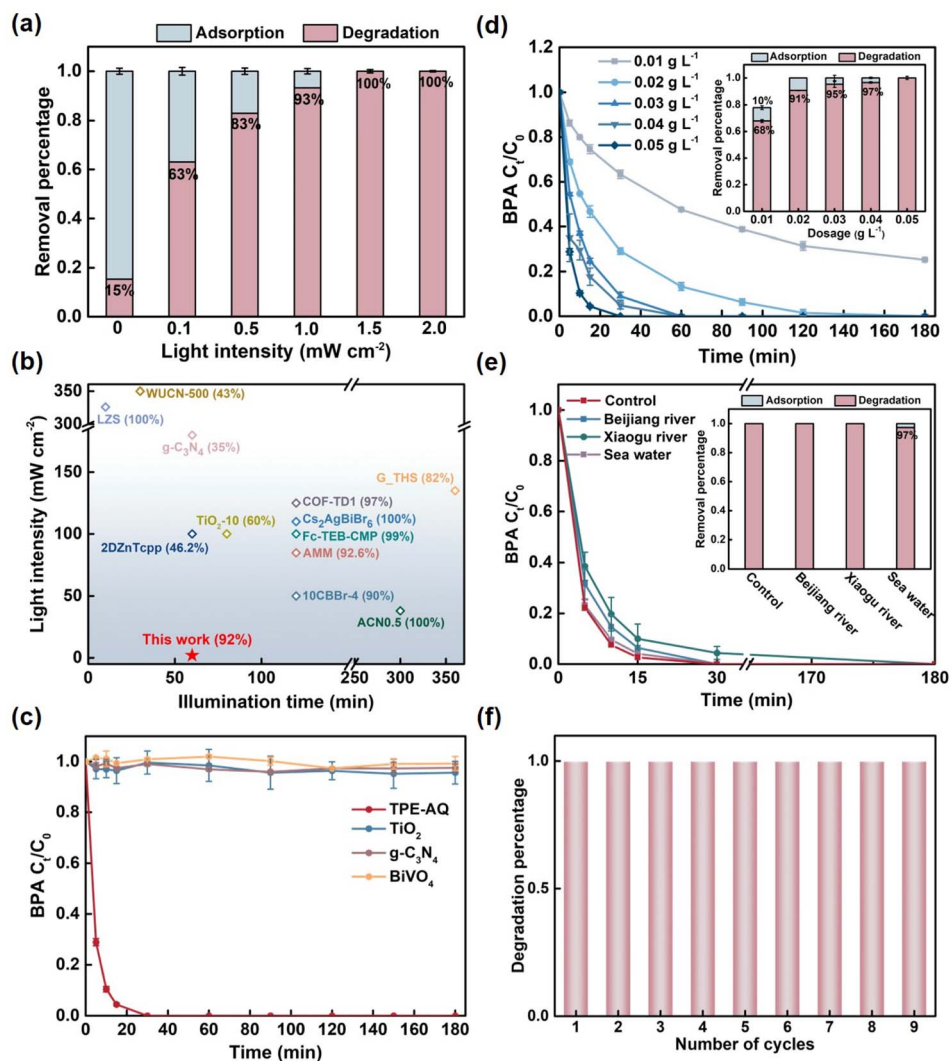 (a)
Adsorption Degradation
Removal percentage
1.0
0.8
0.6
0.4
0.2
0.0
15%
63%
83%
93%
100%
100%
0 0.1 0.5 1.0 1.5 2.0
Light intensity (mW cm-2)
(b)
Light intensity (mW cm-2)
350
300
150
100
50
0
WUCN-500 (43%)
LZS (100%)
g-C3N4 (35%)
G_THS (82%)
COF-TD1 (97%)
TiO2-10 (60%)
Cs2AgBiBr6 (100%)
2DZnTcpp (46.2%)
Fc-TEB-CMP (99%)
AMM (92.6%)
10CBBr-4 (90%)
ACN0.5 (100%)
This work (92%)
0 50 100 250 300 350
Illumination time (min)
(c)
BPA Ct/C0
1.0
0.8
0.6
0.4
0.2
0.0
TPE-AQ
TiO2
g-C3N4
BiVO4
0 20 40 60 80 100 120 140 160 180
Time (min)
(d)
BPA Ct/C0
1.2
1.0
0.8
0.6
0.4
0.2
0.0
0.01 g L-1
0.02 g L-1
0.03 g L-1
0.04 g L-1
0.05 g L-1
Adsorption Degradation
Removal percentage
1.0
0.8
0.6
0.4
0.2
0.0
10%
68%
91%
95%
97%
0.01 0.02 0.03 0.04 0.05
Dosage (g L-1)
0 20 40 60 80 100 120 140 160 180
Time (min)
(e)
BPA Ct/C0
1.2
1.0
0.8
0.6
0.4
0.2
0.0
Control
Beijiang river
Xiaogu river
Sea water
Adsorption Degradation
Removal percentage
1.0
0.8
0.6
0.4
0.2
0.0
97%
Control
Beijiang river
Xiaogu river
Sea water
0 15 30 170 180
Time (min)
(f)
Degradation percentage
1.0
0.5
0.0
1 2 3 4 5 6 7 8 9
Number of cycles